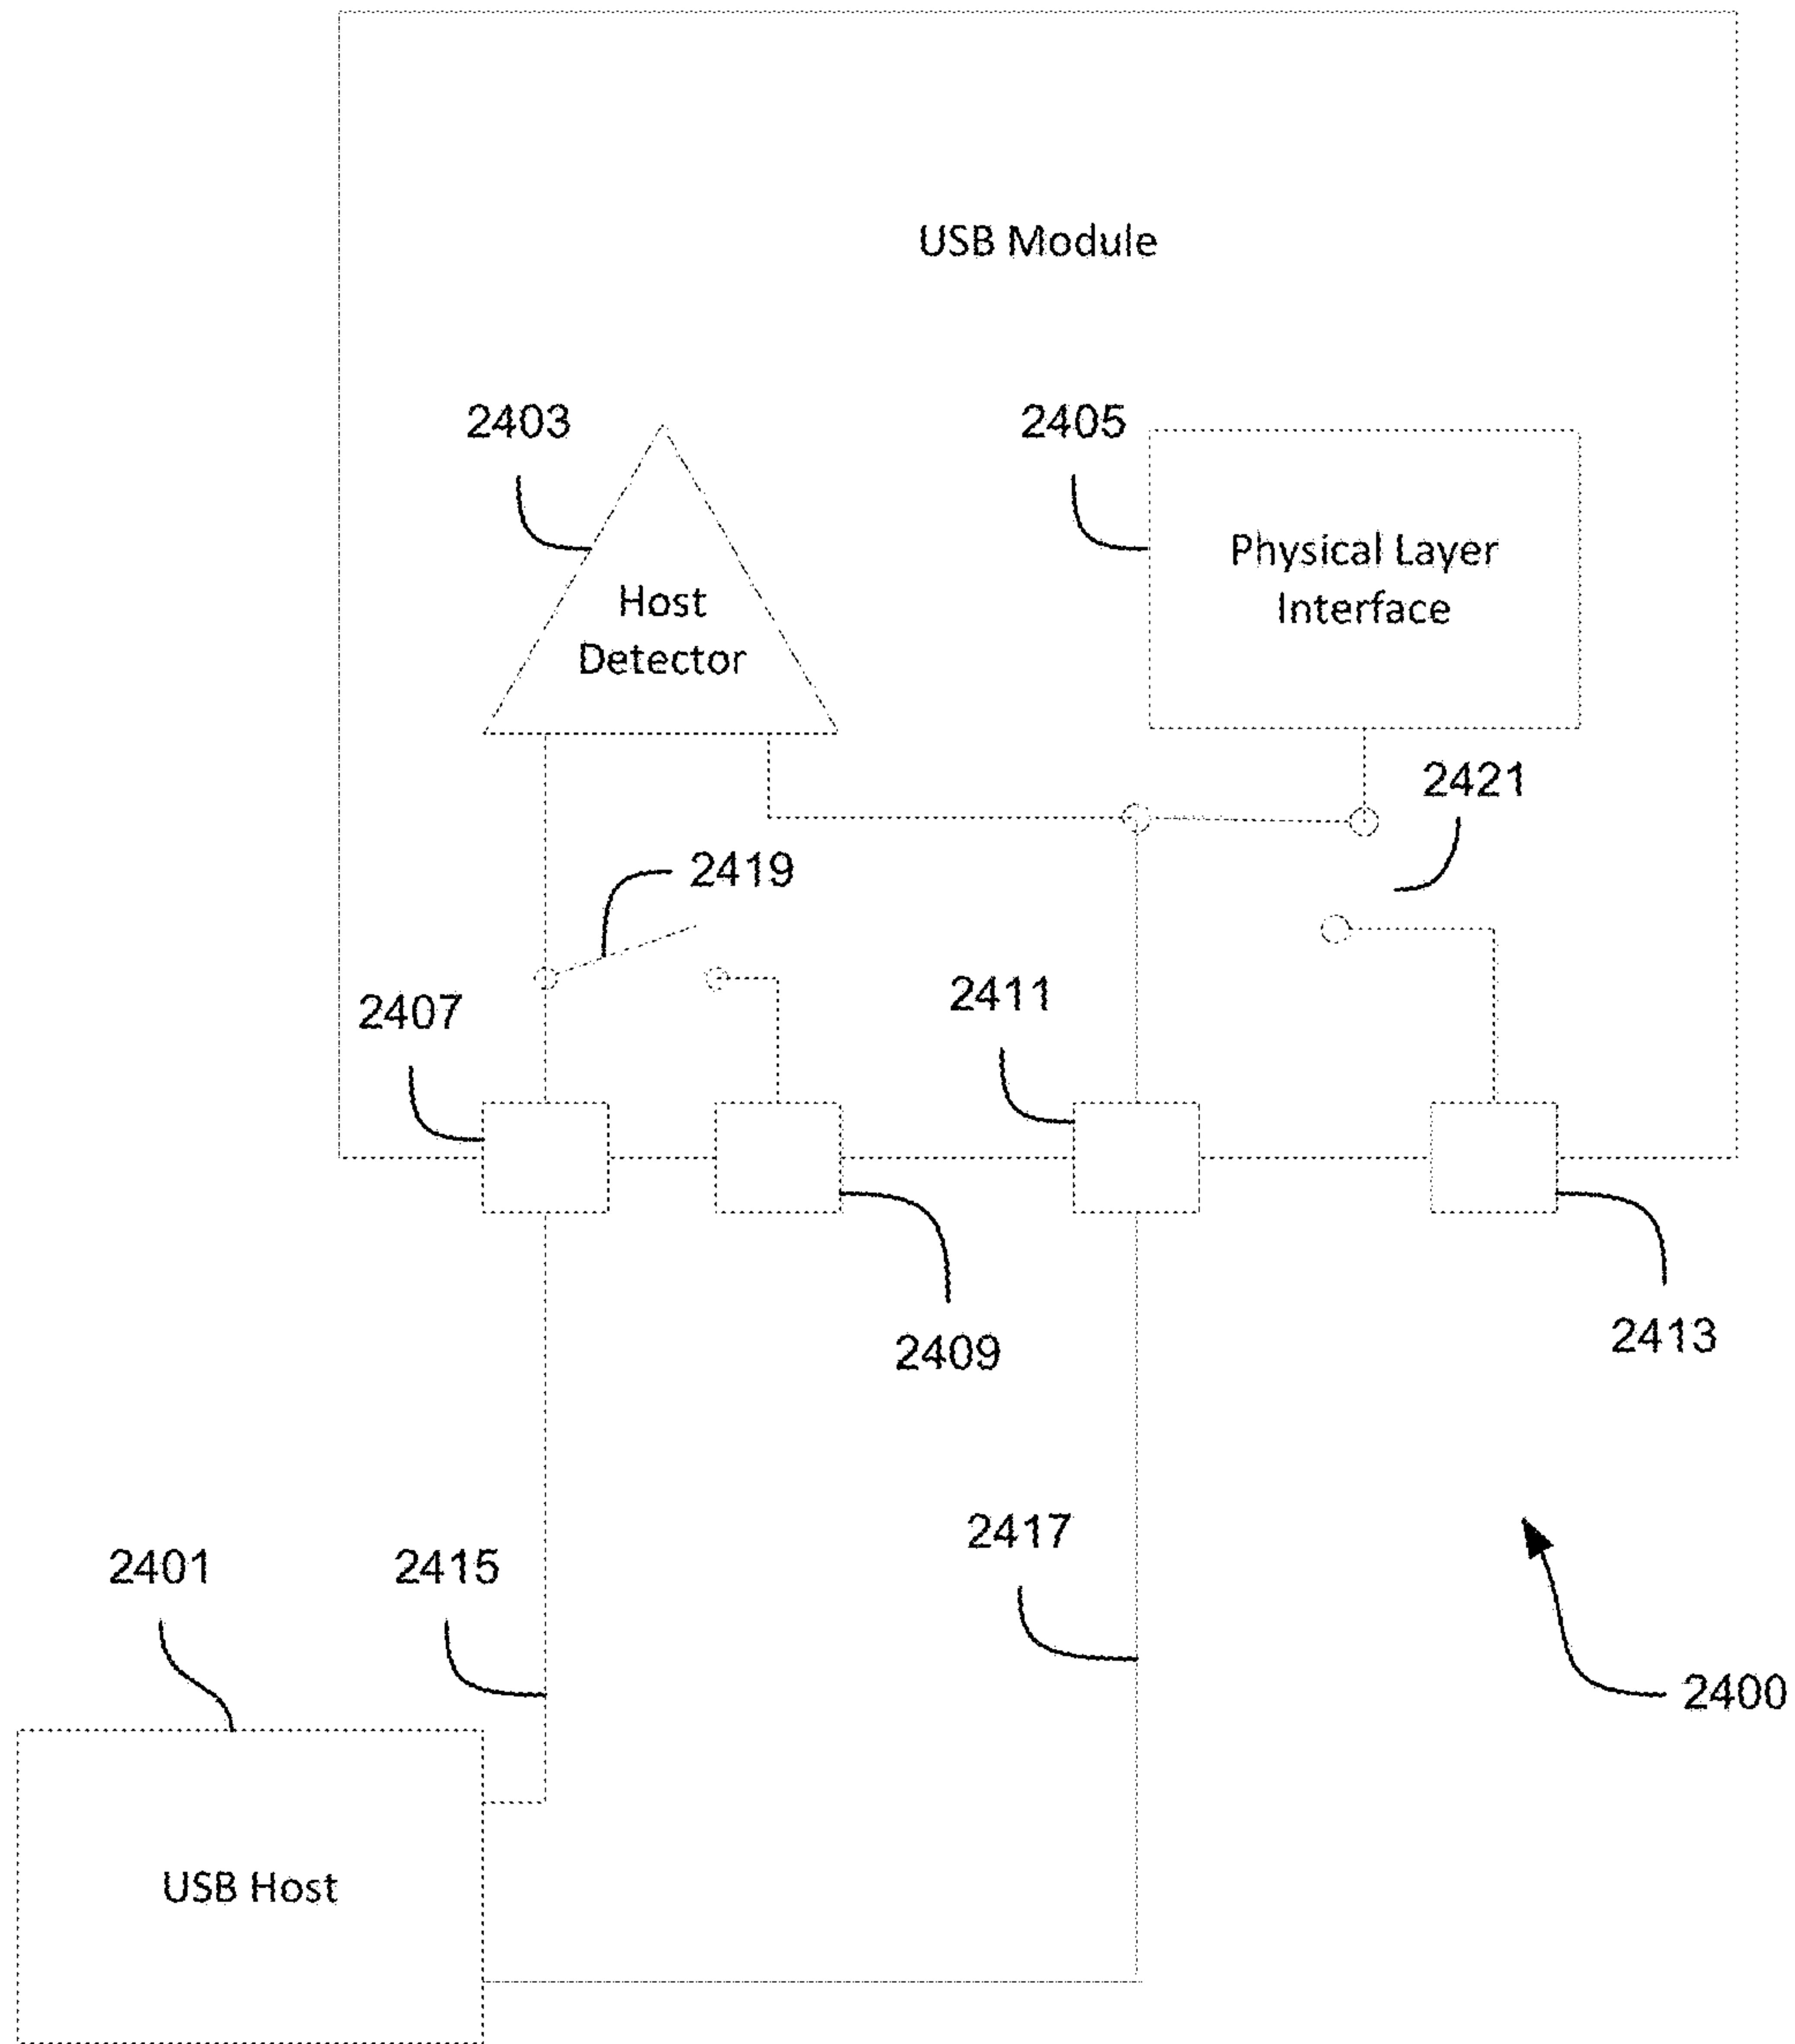 USB Module
2403
2405
Host
Detector
Physical Layer
Interface
2421
2419
2407
2411
2409
2413
2417
2401
2415
2400
USB Host